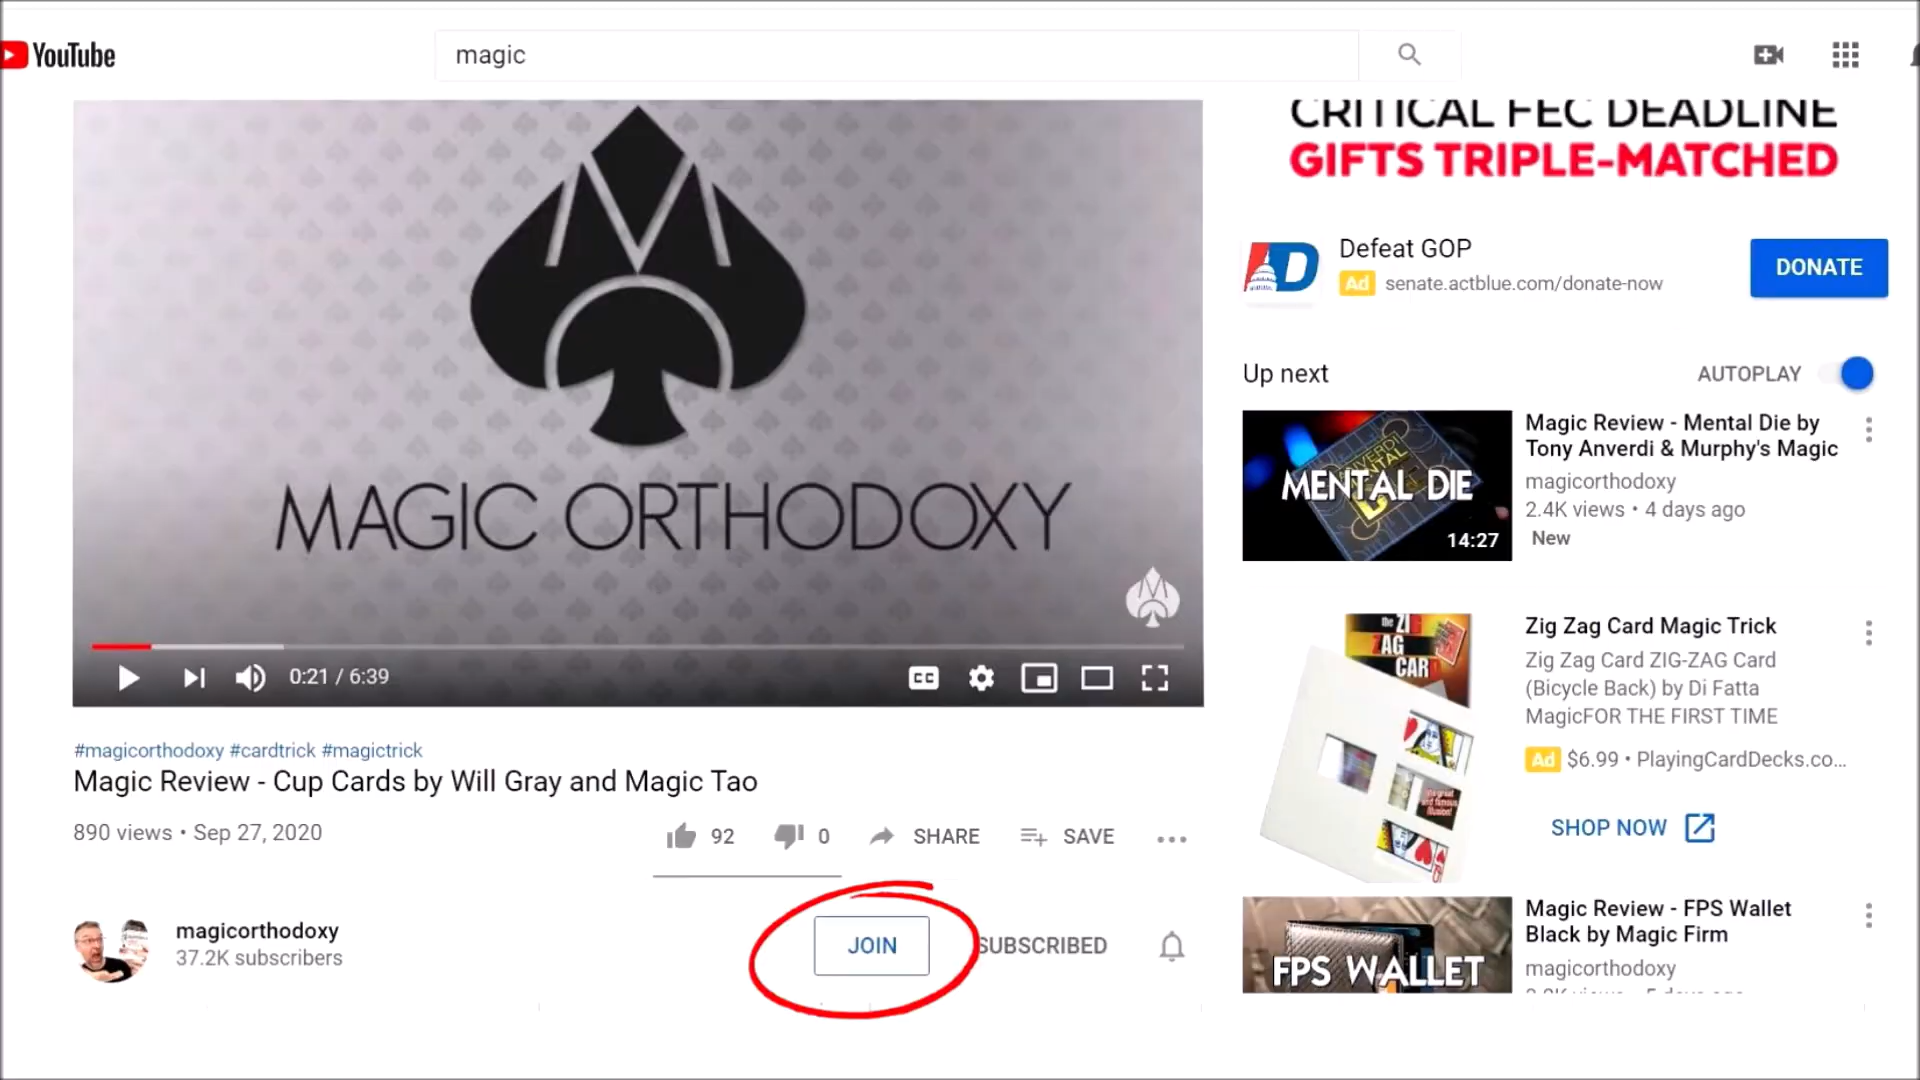 YouTube
magic
CRITICAL FEC DEADLINE
GIFTS TRIPLE-MATCHED
Defeat GOP
Ad senate.actblue.com/donate-now
DONATE
MAGIC ORTHODOXY
0:21 / 6:39
CC
Up next
AUTOPLAY
MENTAL DIE
14:27
Magic Review - Mental Die by
Tony Anverdi & Murphy's Magic
magicorthodoxy
2.4K views • 4 days ago
New
the ZIG
ZAG
CARD
Zig Zag Card Magic Trick
Zig Zag Card ZIG-ZAG Card
(Bicycle Back) by Di Fatta
MagicFOR THE FIRST TIME
Ad $6.99 • PlayingCardDecks.co...
SHOP NOW
#magicorthodoxy #cardtrick #magictrick
Magic Review - Cup Cards by Will Gray and Magic Tao
890 views • Sep 27, 2020
92
0
SHARE
SAVE
magicorthodoxy
37.2K subscribers
JOIN
SUBSCRIBED
FPS WALLET
Magic Review - FPS Wallet
Black by Magic Firm
magicorthodoxy